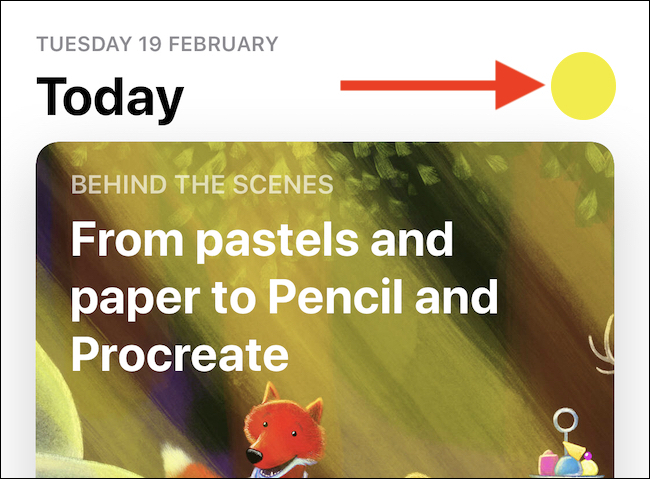 TUESDAY 19 FEBRUARY
Today
BEHIND THE SCENES
From pastels and
paper to Pencil and
Procreate